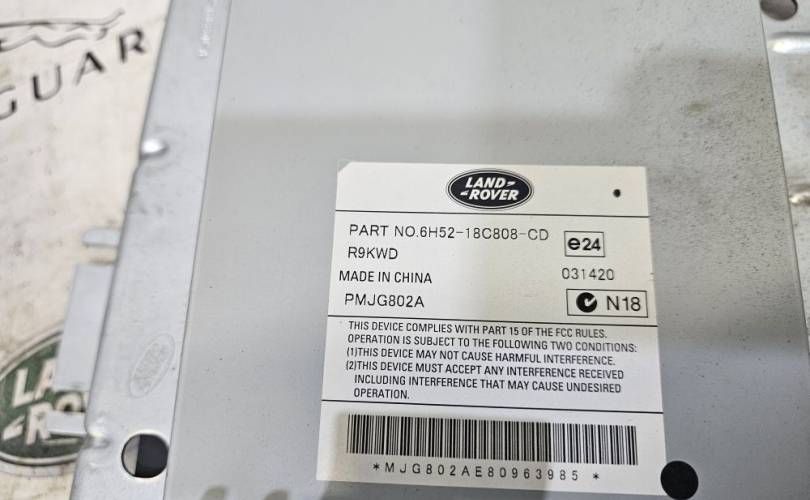 GUAR
LAND-
-ROVER
PART NO.6H52-18C808-CD
e24
R9KWD
031420
MADE IN CHINA
PMJG802A
N18
THIS DEVICE COMPLIES WITH PART 15 OF THE FCC RULES.
OPERATION IS SUBJECT TO THE FOLLOWING TWO CONDITIONS:
(1)THIS DEVICE MAY NOT CAUSE HARMFUL INTERFERENCE.
(2)THIS DEVICE MUST ACCEPT ANY INTERFERENCE RECEIVED
INCLUDING INTERFERENCE THAT MAY CAUSE UNDESIRED
OPERATION.
*MJG802AE80963985 *